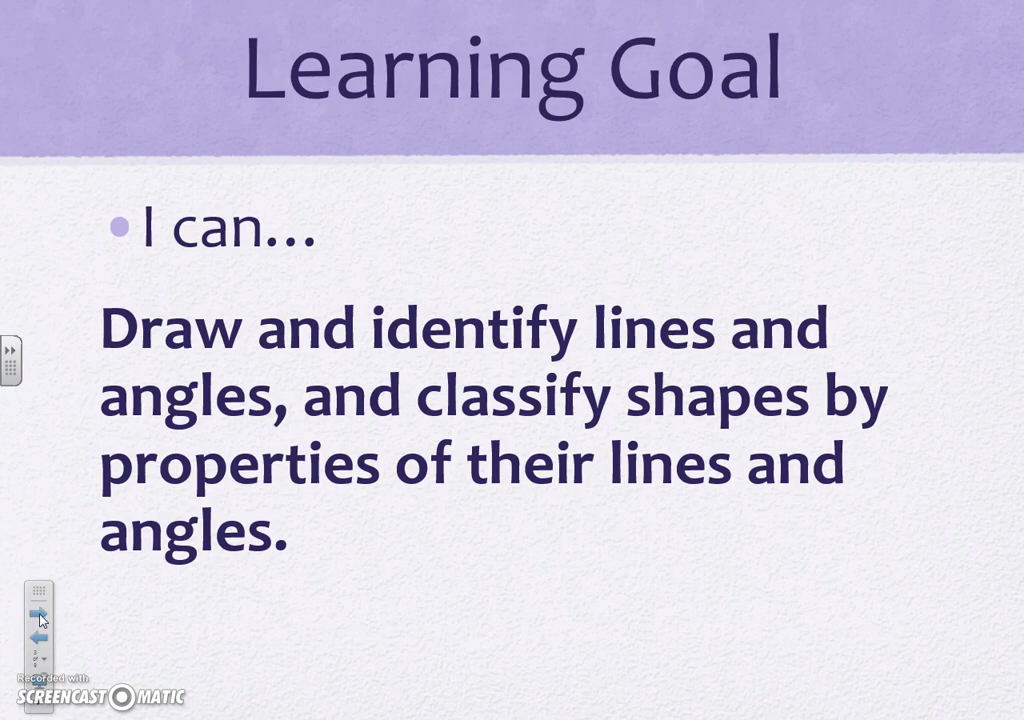 Learning Goal
I can...
Draw and identify lines and
angles, and classify shapes by
properties of their lines and
angles.
Recorded with
SCREENCAST-O-MATIC